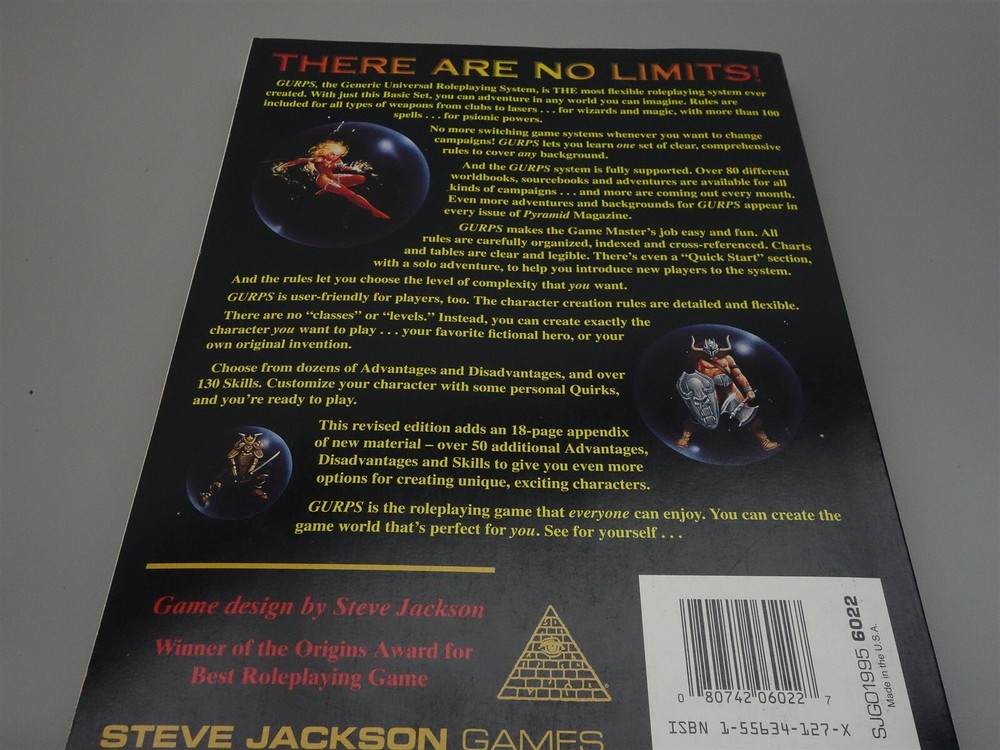 THERE ARE NO LIMITS!
GURPS, the Generic Universal Roleplaying System, is THE most flexible roleplaying system ever
created. With just this Basic Set, you can adventure in any world you can imagine. Rules are
included for all types of weapons from clubs to lasers . . . for wizards and magic, with more than 100
spells . . . for psionic powers.
No more switching game systems whenever you want to change
campaigns! GURPS lets you learn one set of clear, comprehensive
rules to cover any background.
And the GURPS system is fully supported. Over 80 different
worldbooks, sourcebooks and adventures are available for all
kinds of campaigns . . . and more are coming out every month.
Even more adventures and backgrounds for GURPS appear in
every issue of Pyramid Magazine.
GURPS makes the Game Master's job easy and fun. All
rules are carefully organized, indexed and cross-referenced. Charts
and tables are clear and legible. There's even a "Quick Start" section,
with a solo adventure, to help you introduce new players to the system.
And the rules let you choose the level of complexity that you want.
GURPS is user-friendly for players, too. The character creation rules are detailed and flexible.
There are no "classes" or "levels." Instead, you can create exactly the
character you want to play . . . your favorite fictional hero, or your
own original invention.
Choose from dozens of Advantages and Disadvantages, and over
130 Skills. Customize your character with some personal Quirks,
and you're ready to play.
This revised edition adds an 18-page appendix
of new material – over 50 additional Advantages,
Disadvantages and Skills to give you even more
options for creating unique, exciting characters.
GURPS is the roleplaying game that everyone can enjoy. You can create the
game world that's perfect for you. See for yourself . . .
Game design by Steve Jackson
Winner of the Origins Award for
Best Roleplaying Game
STEVE JACKSON GAMES
0 80742 06022 7
ISBN 1-55634-127-X
SJG01995 6022
Made in the U.S.A.